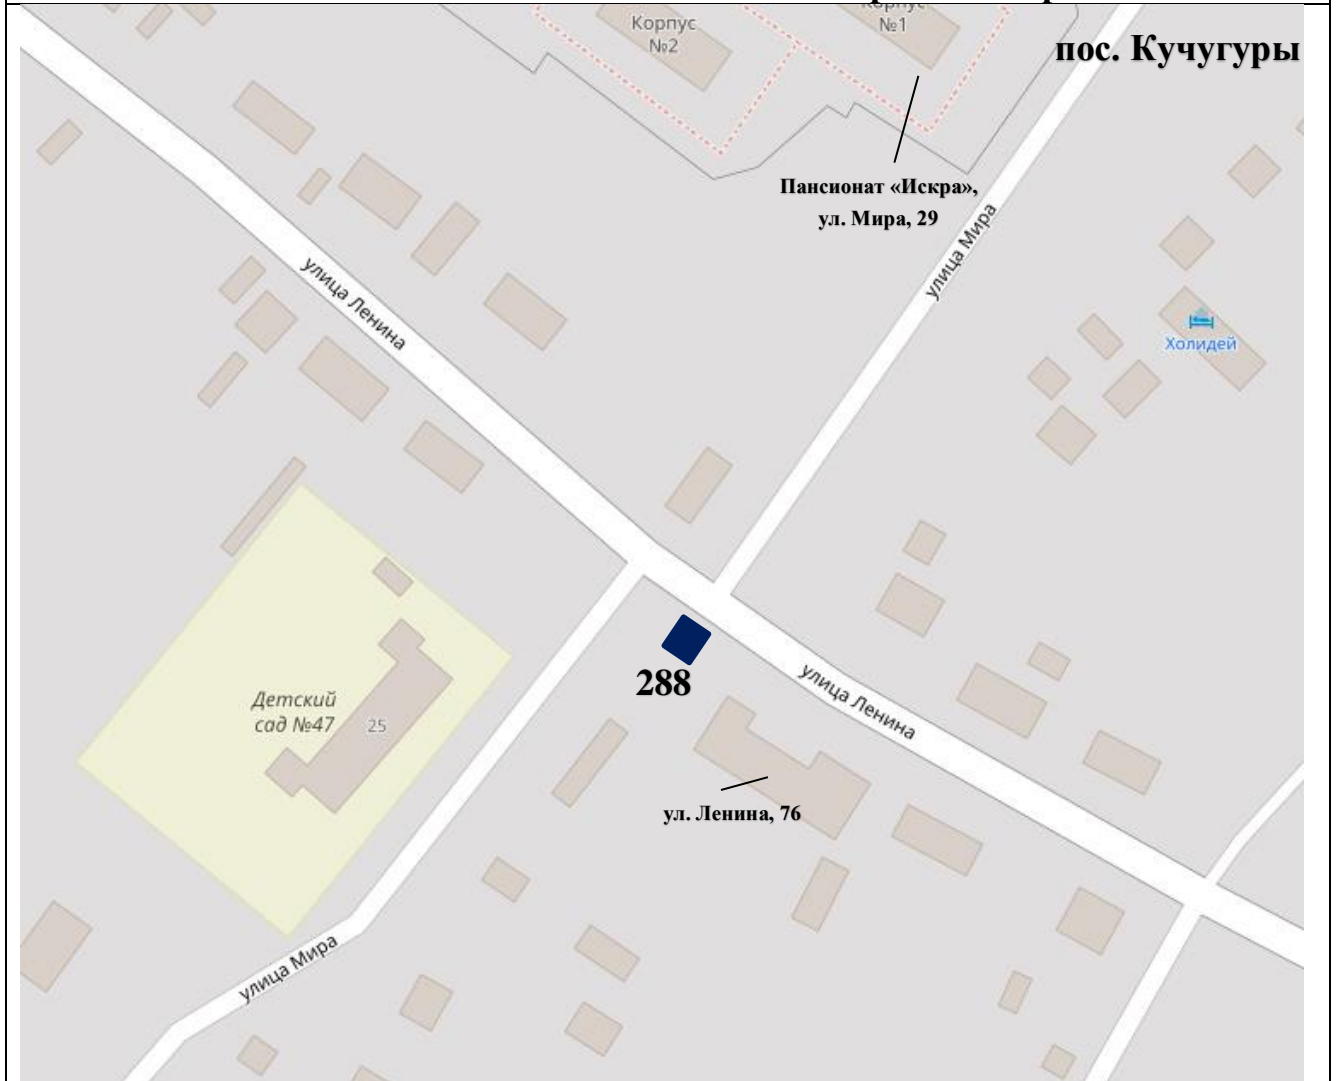 Корпус
№2
Корпус
№1
пос. Кучугуры
Пансионат «Искра»,
ул. Мира, 29
улица Мира
улица Ленина
Холидей
288
улица Ленина
Детский
сад №47
25
ул. Ленина, 76
улица Мира